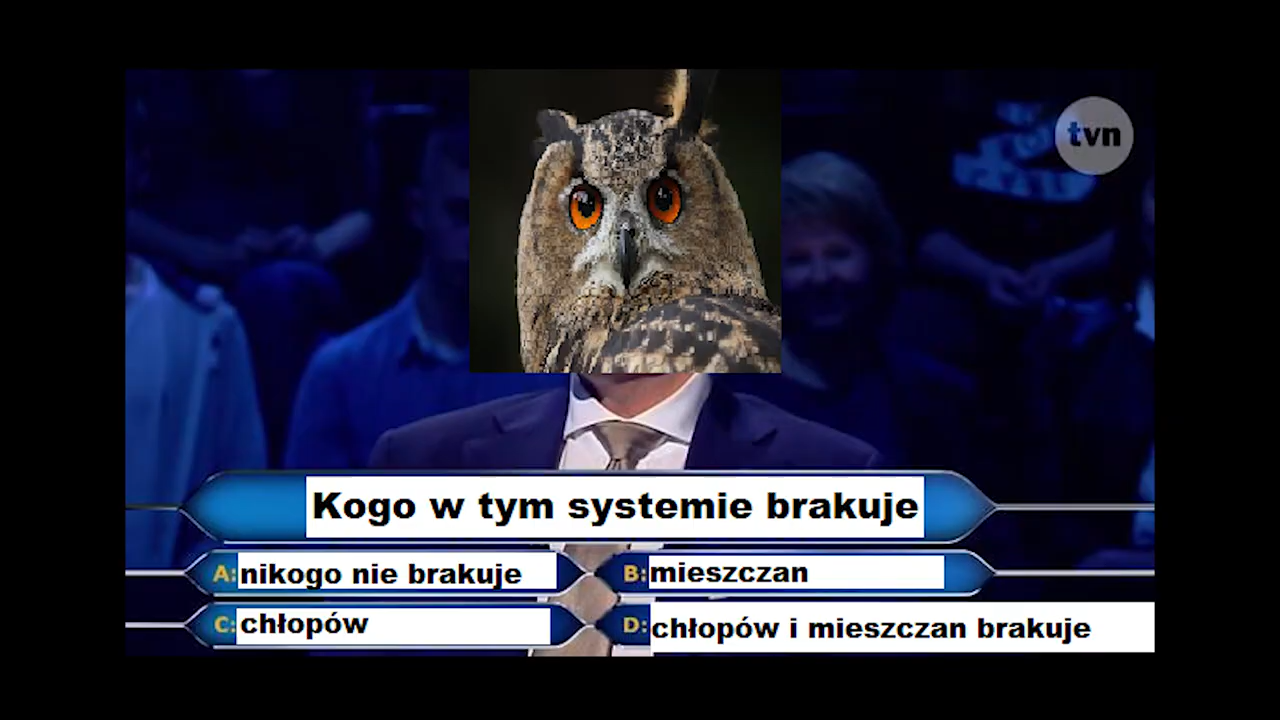 tvn
Kogo w tym systemie brakuje
A: nikogo nie brakuje
B: mieszczan
C: chłopów
D: chłopów i mieszczan brakuje